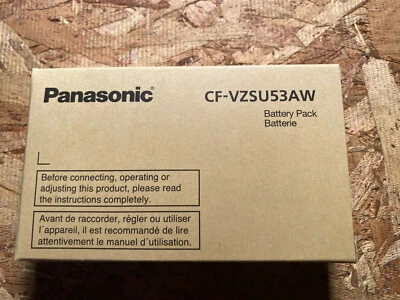 Panasonic CF-VZSU53AW
Battery Pack
Batterie
Before connecting, operating or
adjusting this product, please read
the instructions completely.
Avant de raccorder, régler ou utiliser
l'appareil, il est recommandé de lire
attentivement le manuel d'utilisation.